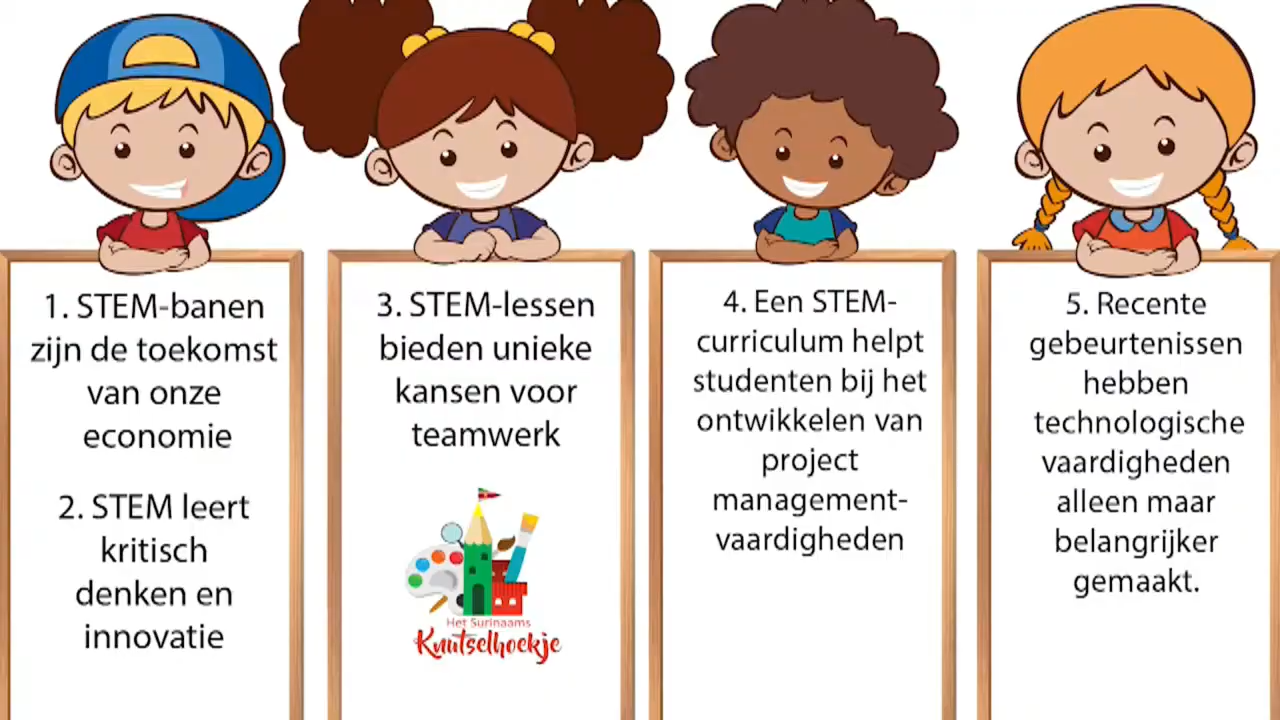 1. STEM-banen
zijn de toekomst
van onze
economie
2. STEM leert
kritisch
denken en
innovatie
3. STEM-lessen
bieden unieke
kansen voor
teamwerk
Het Surinaams
Knutselhoekje
4. Een STEM-
curriculum helpt
studenten bij het
ontwikkelen van
project
management-
vaardigheden
5. Recente
gebeurtenissen
hebben
technologische
vaardigheden
alleen maar
belangrijker
gemaakt.